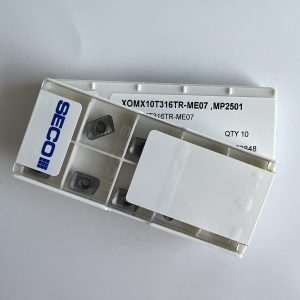 XOMX10T316TR-ME07 ,MP2501
T316TR-ME07
QTY 10
SECO